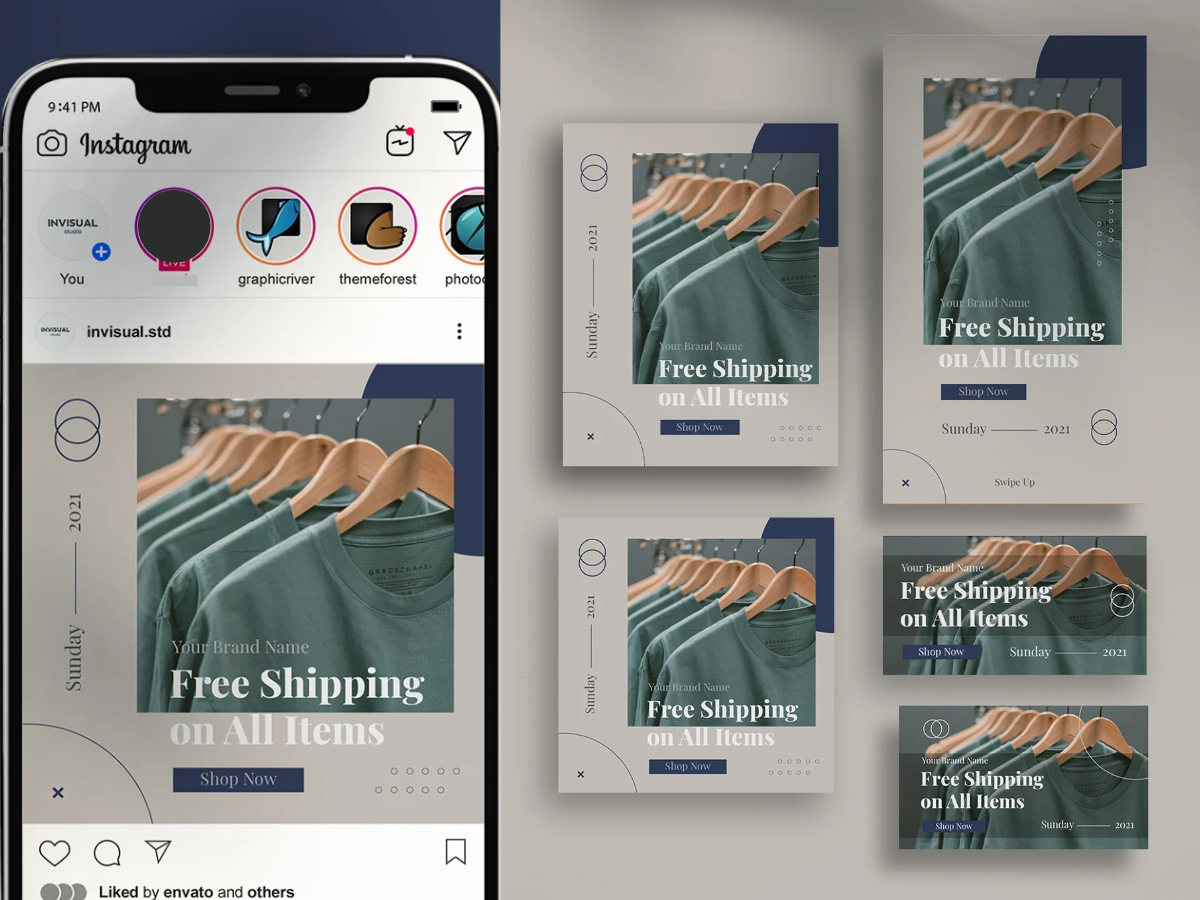 9:41 PM
Instagram
INVISUAL
studio
LIVE
You
graphicriver
themeforest
INVISUAL
studio
invisual.std
Sunday 2021
GRACECHAPEL
Your Brand Name
Free Shipping
on All Items
Shop Now
Liked by envato and others
Sunday 2021
GRACECHAPEL
Your Brand Name
Free Shipping
on All Items
Shop Now
Your Brand Name
Free Shipping
on All Items
Shop Now
Sunday 2021
Swipe Up
Sunday 2021
Your Brand Name
Free Shipping
on All Items
Shop Now
Your Brand Name
Free Shipping
on All Items
Shop Now
Sunday 2021
Your Brand Name
Free Shipping
on All Items
Shop Now
Sunday 2021